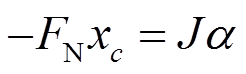 −F_N x_c = Jα